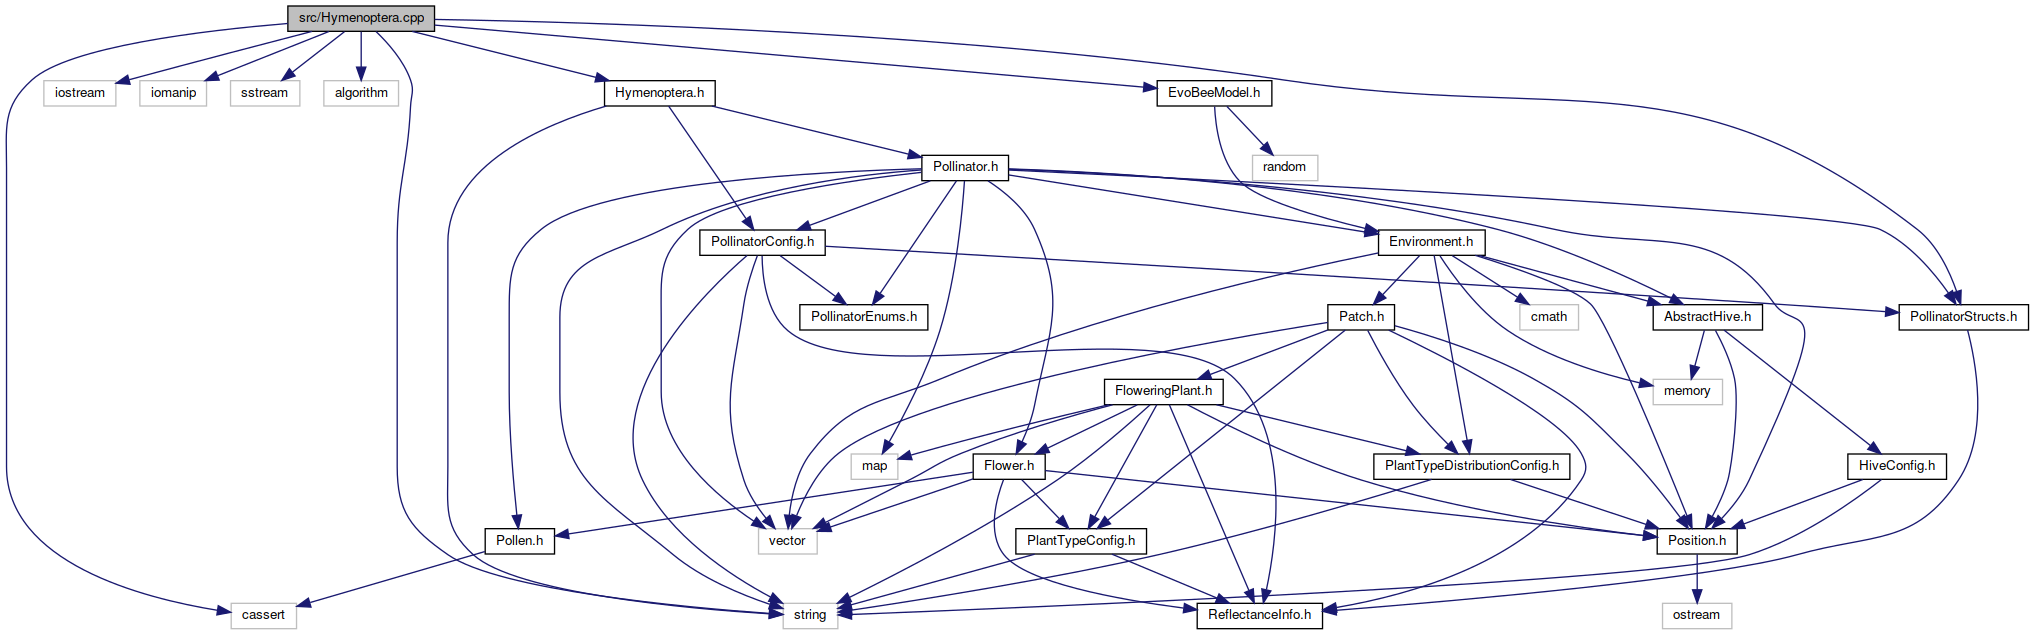 src/Hymenoptera.cpp
iostream
iomanip
sstream
algorithm
Hymenoptera.h
EvoBeeModel.h
Pollinator.h
random
PollinatorConfig.h
Environment.h
PollinatorEnums.h
Patch.h
cmath
AbstractHive.h
PollinatorStructs.h
FloweringPlant.h
memory
map
Flower.h
PlantTypeDistributionConfig.h
HiveConfig.h
Pollen.h
vector
PlantTypeConfig.h
Position.h
cassert
string
ReflectanceInfo.h
ostream